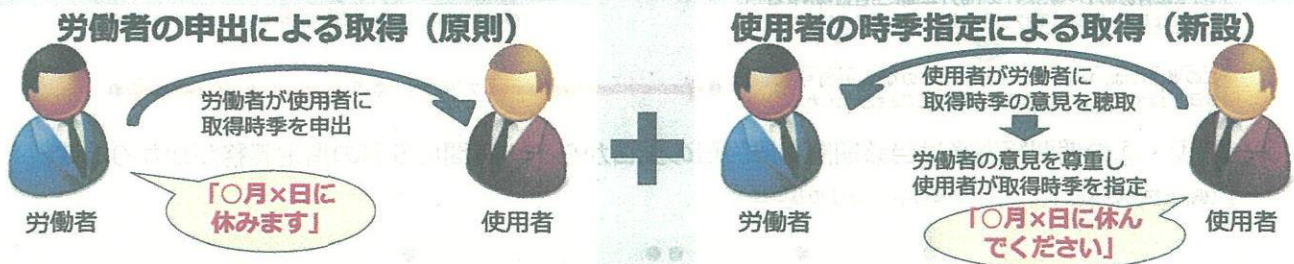 労働者の申出による取得（原則）
労働者が使用者に
取得時季を申出
「○月×日に
休みます」
労働者
使用者
使用者の時季指定による取得（新設）
使用者が労働者に
取得時季の意見を聴取
労働者の意見を尊重し
使用者が取得時季を指定
「○月×日に休ん
でください」
労働者
使用者